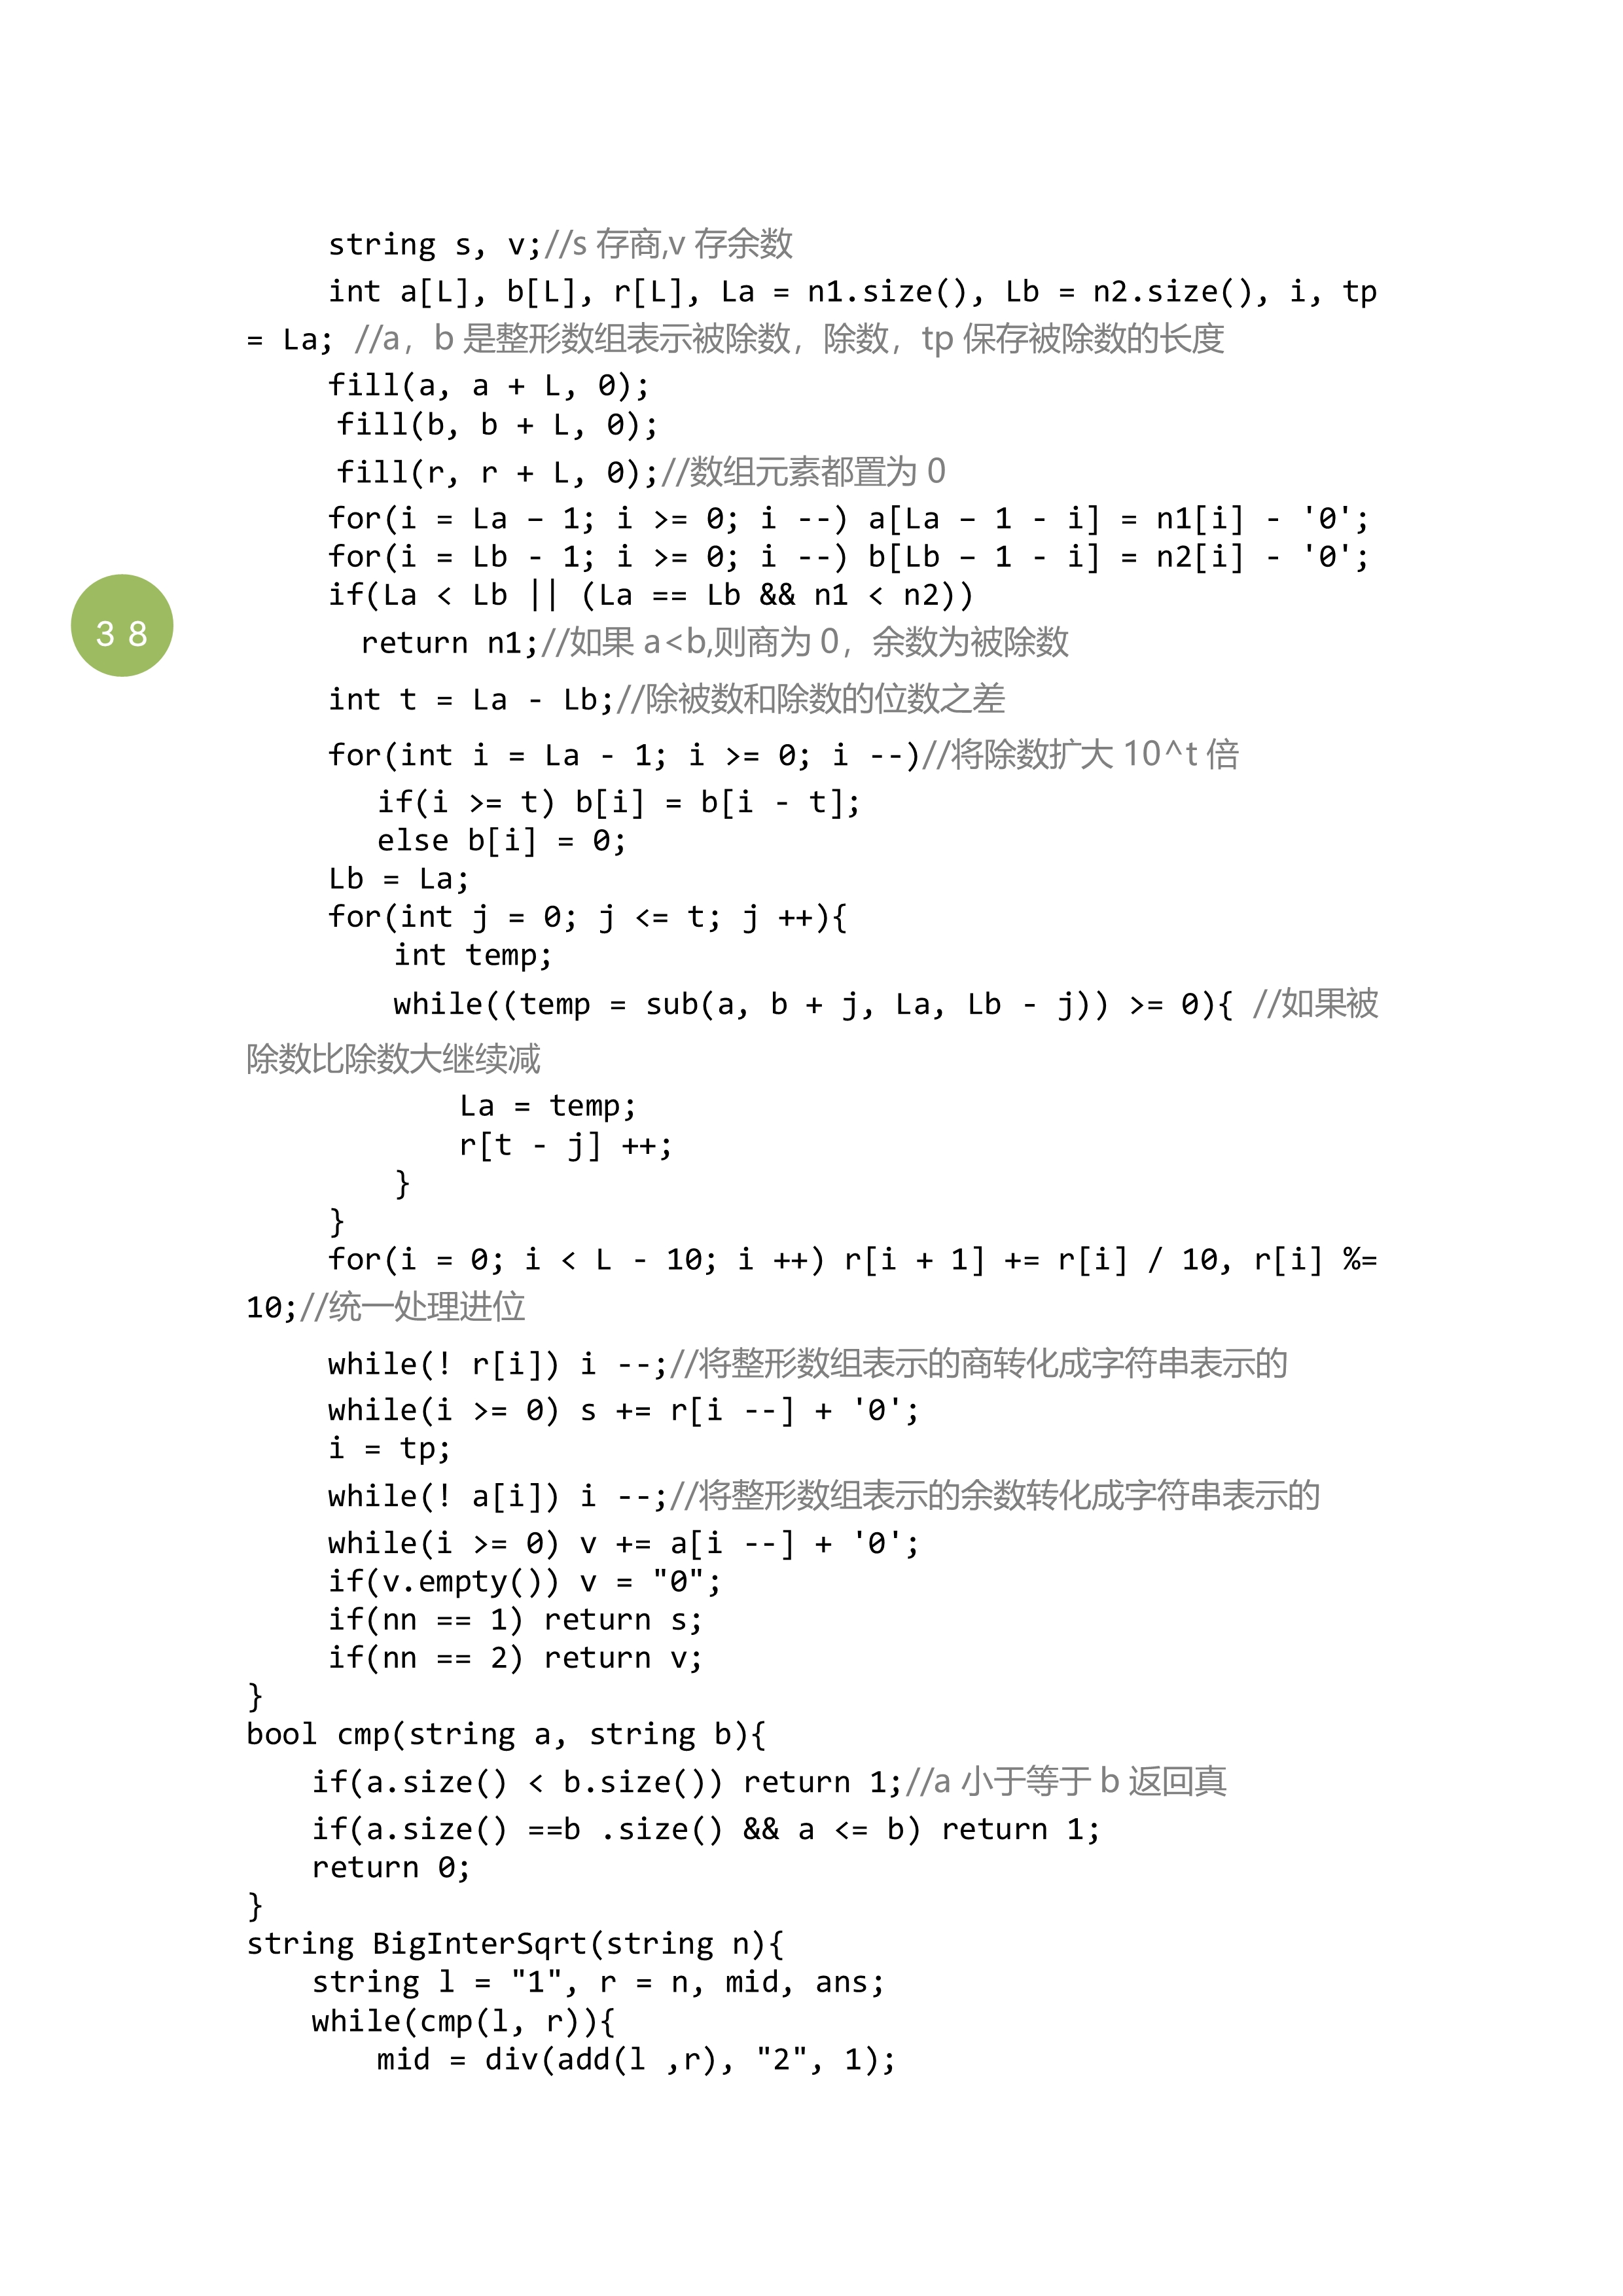 string s, v;//s 存商,v 存余数
int a[L], b[L], r[L], La = n1.size(), Lb = n2.size(), i, tp
= La; //a，b 是整形数组表示被除数，除数，tp 保存被除数的长度
fill(a, a + L, 0);
fill(b, b + L, 0);
fill(r, r + L, 0);//数组元素都置为 0
for(i = La – 1; i >= 0; i --) a[La – 1 - i] = n1[i] - '0';
for(i = Lb - 1; i >= 0; i --) b[Lb – 1 - i] = n2[i] - '0';
if(La < Lb || (La == Lb && n1 < n2))
38
return n1;//如果 a<b,则商为 0，余数为被除数
int t = La - Lb;//除被数和除数的位数之差
for(int i = La - 1; i >= 0; i --)//将除数扩大 10^t 倍
if(i >= t) b[i] = b[i - t];
else b[i] = 0;
Lb = La;
for(int j = 0; j <= t; j ++){
int temp;
while((temp = sub(a, b + j, La, Lb - j)) >= 0){ //如果被
除数比除数大继续减
La = temp;
r[t - j] ++;
}
}
for(i = 0; i < L - 10; i ++) r[i + 1] += r[i] / 10, r[i] %=
10;//统一处理进位
while(! r[i]) i --;//将整形数组表示的商转化成字符串表示的
while(i >= 0) s += r[i --] + '0';
i = tp;
while(! a[i]) i --;//将整形数组表示的余数转化成字符串表示的
while(i >= 0) v += a[i --] + '0';
if(v.empty()) v = "0";
if(nn == 1) return s;
if(nn == 2) return v;
}
bool cmp(string a, string b){
if(a.size() < b.size()) return 1;//a 小于等于 b 返回真
if(a.size() ==b .size() && a <= b) return 1;
return 0;
}
string BigInterSqrt(string n){
string l = "1", r = n, mid, ans;
while(cmp(l, r)){
mid = div(add(l ,r), "2", 1);